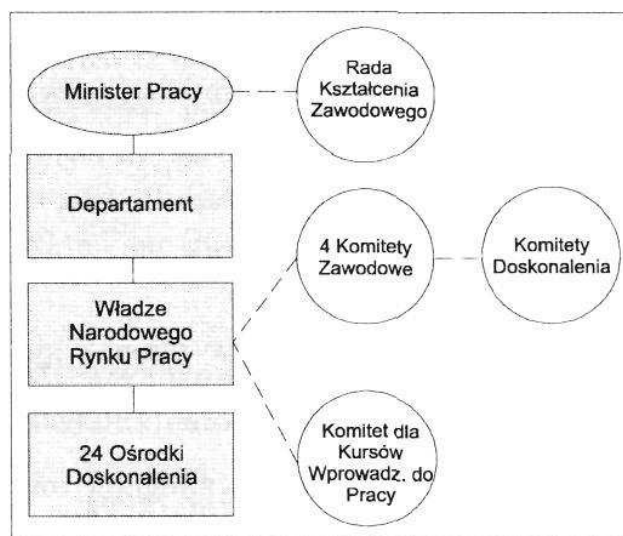 Minister Pracy
Rada
Kształcenia
Zawodowego
Departament
4 Komitety
Zawodowe
Komitety
Doskonalenia
Władze
Narodowego
Rynku Pracy
24 Ośrodki
Doskonalenia
Komitet dla
Kursów
Wprowadz. do
Pracy